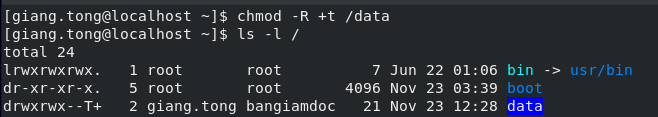 [giang.tong@localhost ~]$ chmod -R +t /data
[giang.tong@localhost ~]$ ls -l /
total 24
lrwxrwxrwx.   1 root       root          7 Jun 22 01:06 bin -> usr/bin
dr-xr-xr-x.   5 root       root       4096 Nov 23 03:39 boot
drwxrwx--T+   2 giang.tong bangiamdoc   21 Nov 23 12:28 data